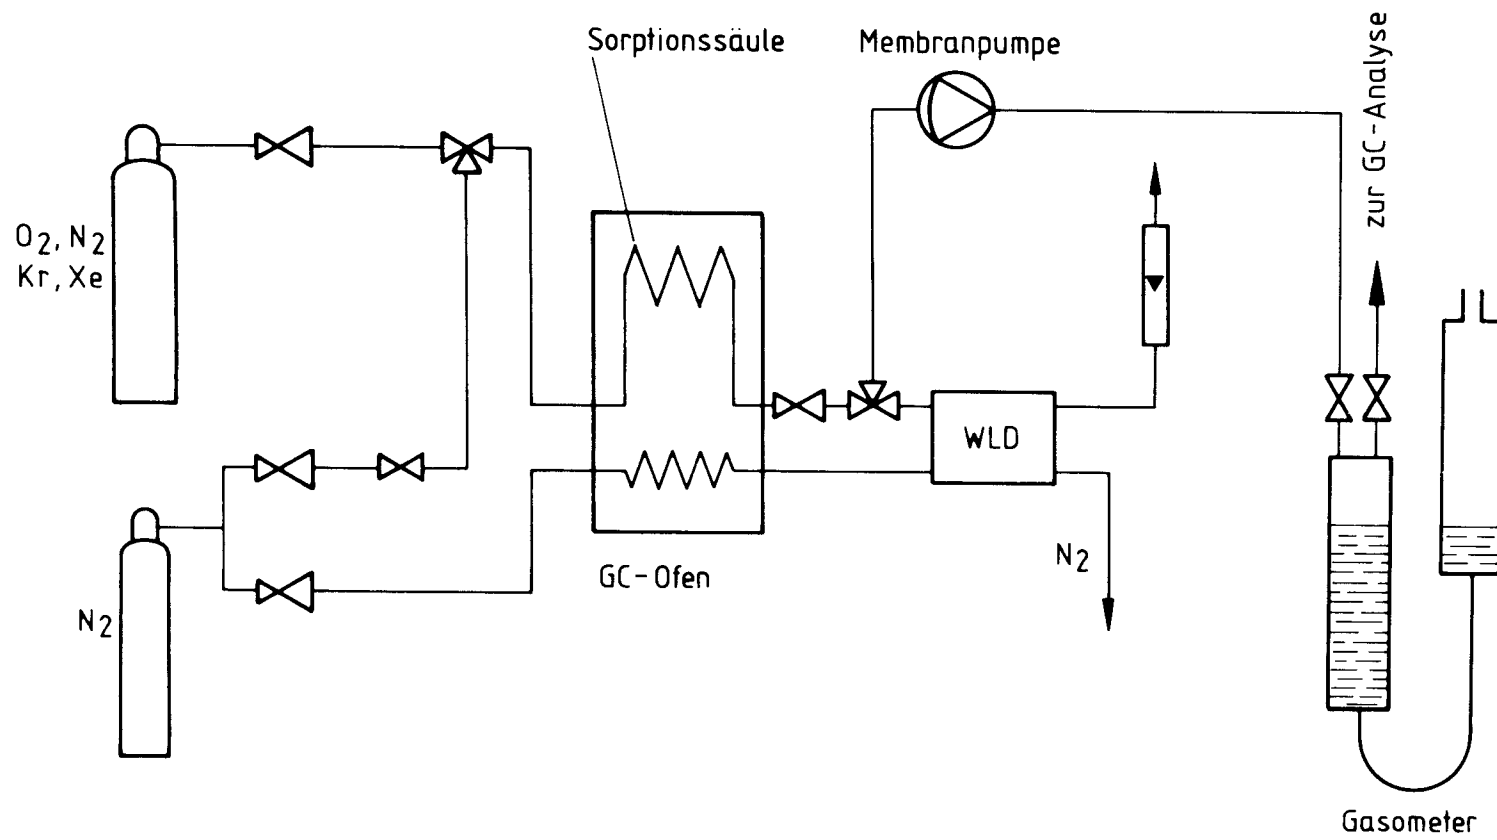 Sorptionssäule
Membranpumpe
zur GC-Analyse
O2, N2
Kr, Xe
WLD
N2
GC-Ofen
N2
Gasometer